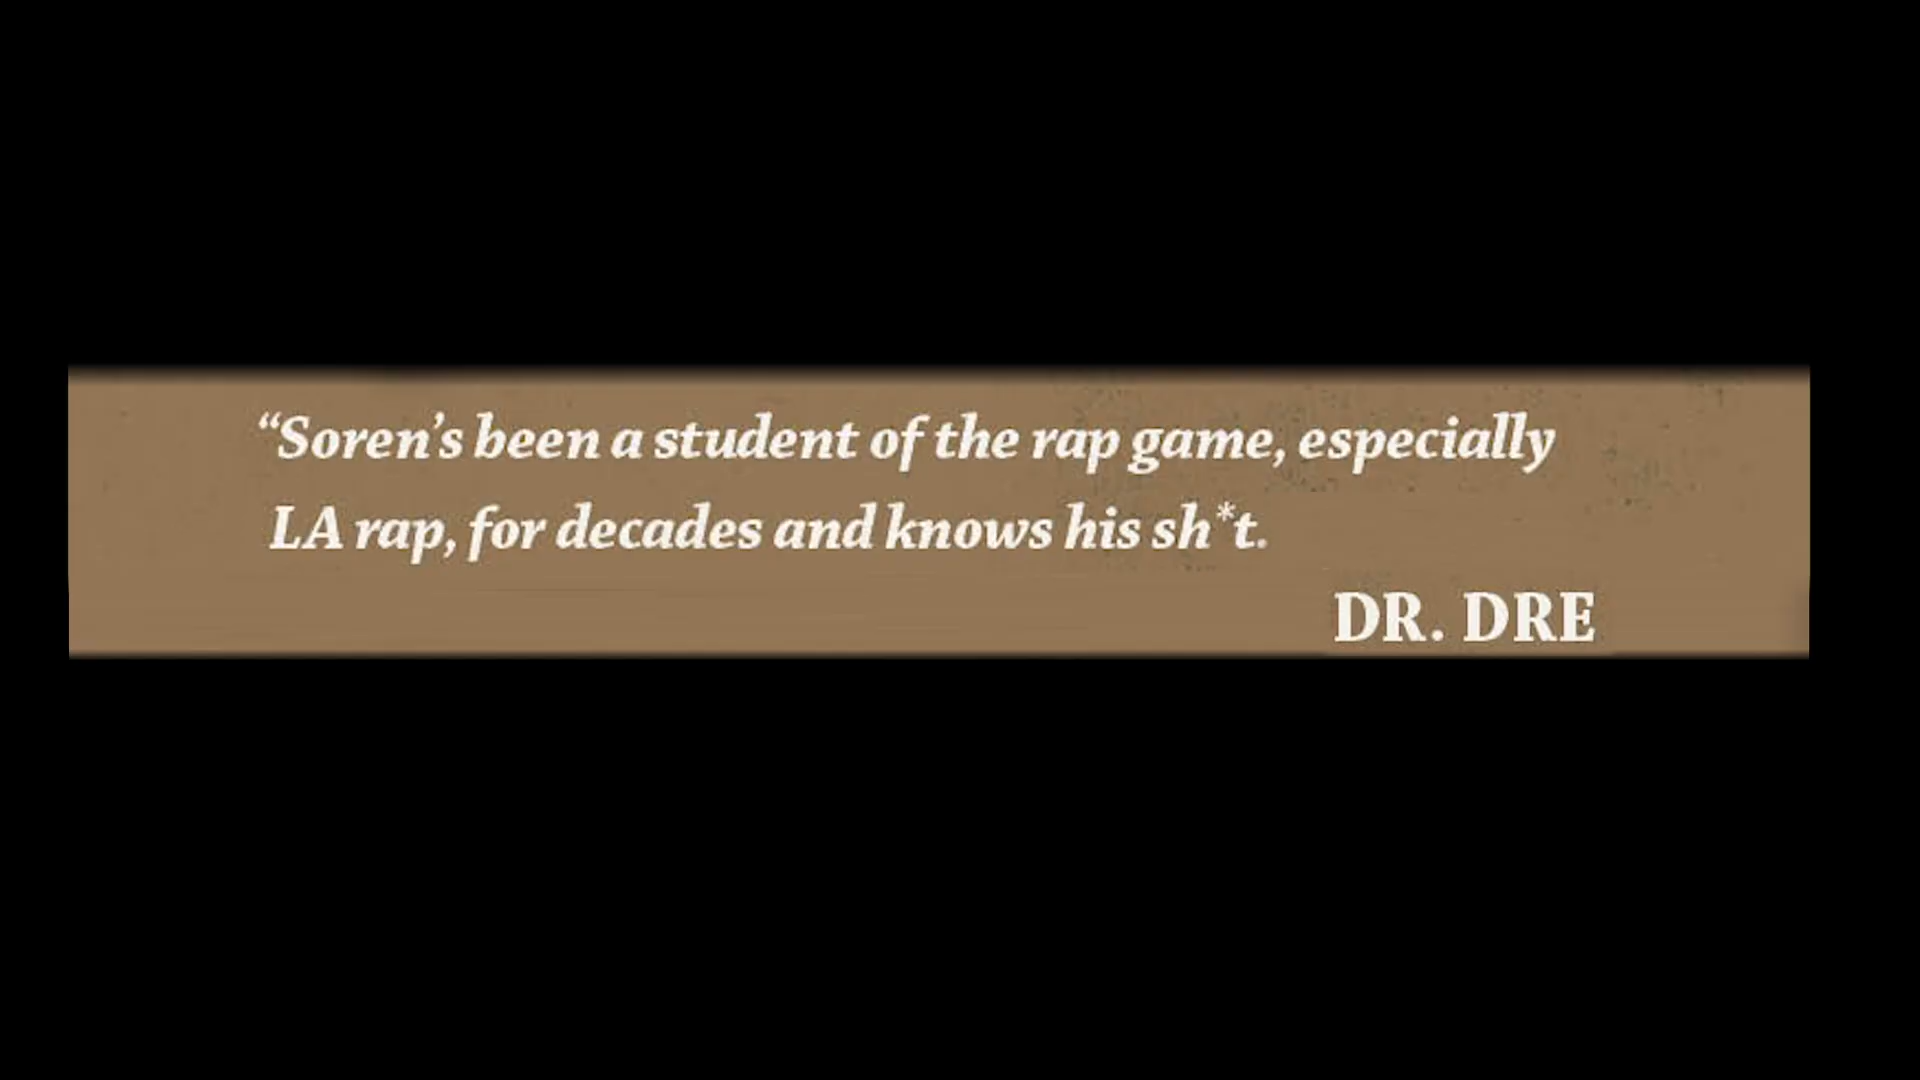 “Soren’s been a student of the rap game, especially
LA rap, for decades and knows his sh*t.
DR. DRE